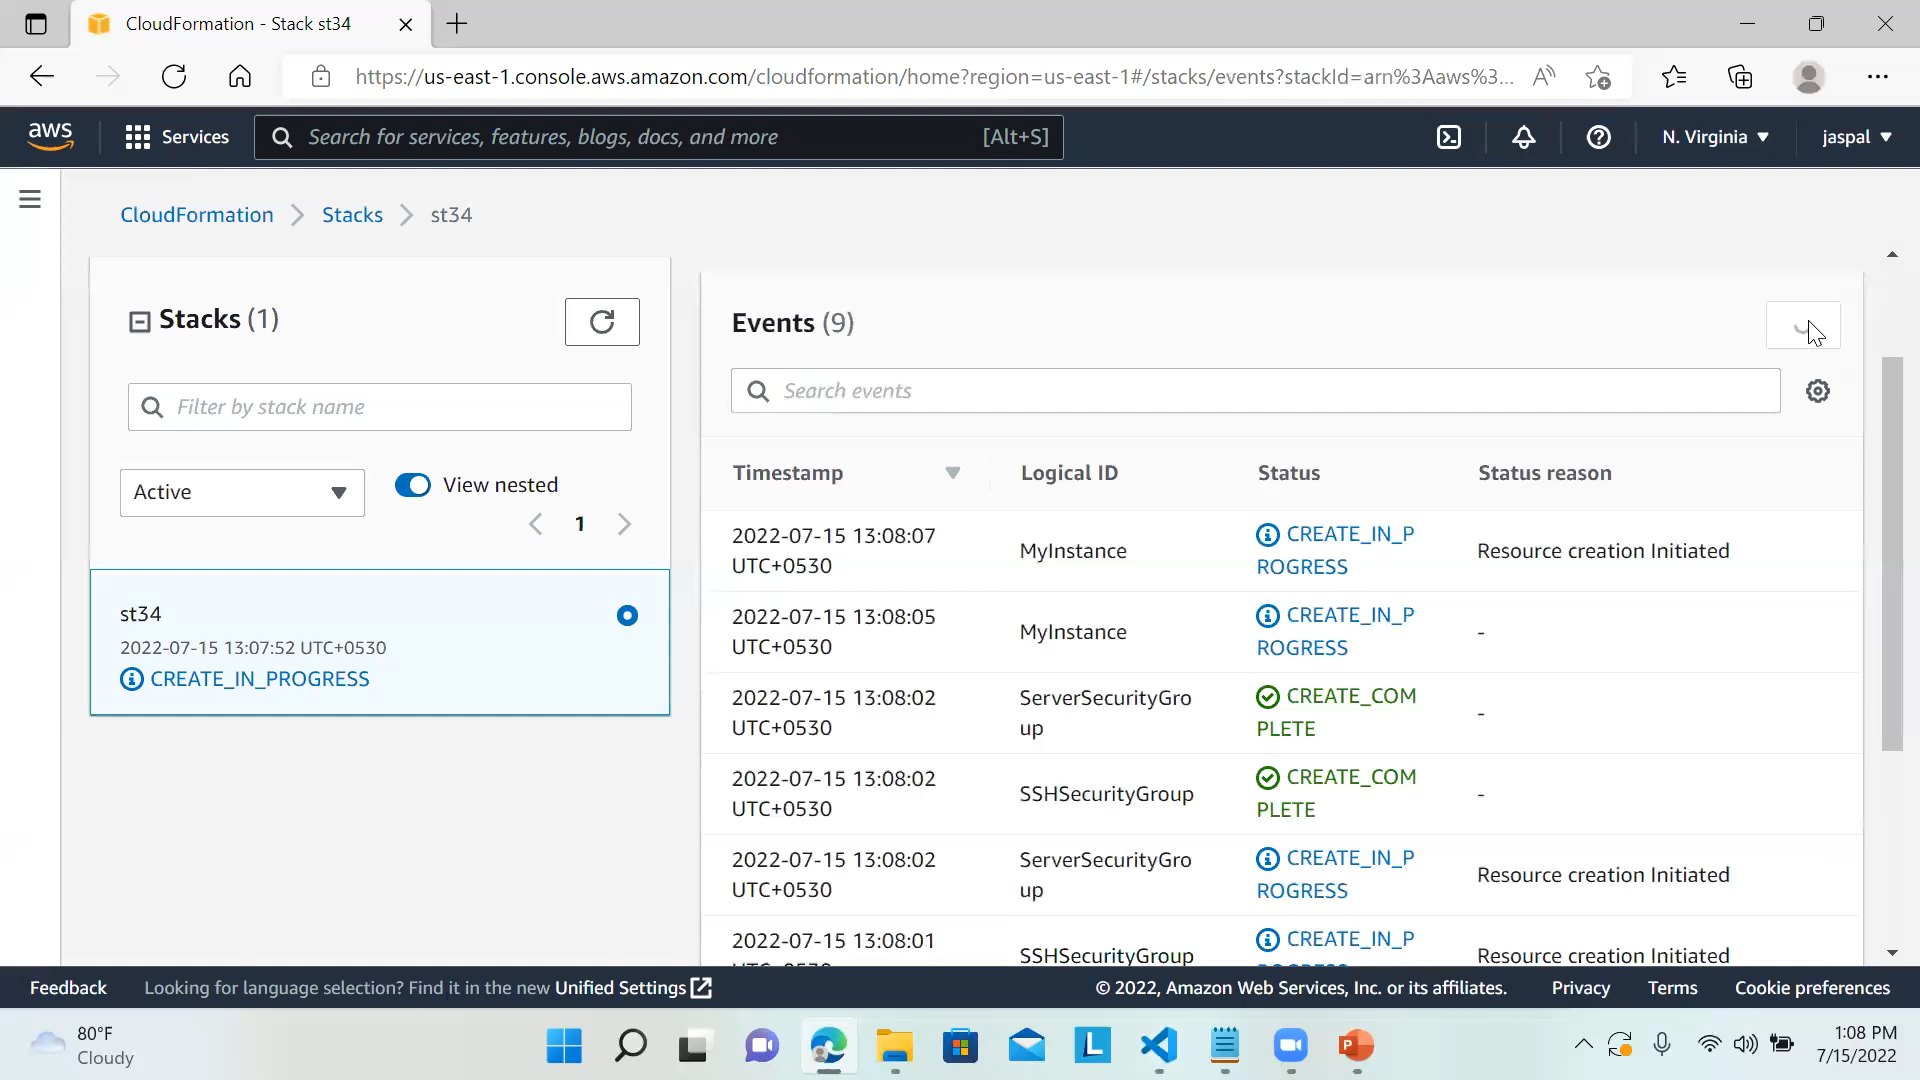 CloudFormation - Stack st34
https://us-east-1.console.aws.amazon.com/cloudformation/home?region=us-east-1#/stacks/events?stackId=arn%3Aaws%3...
aws
Services
Search for services, features, blogs, docs, and more
[Alt+S]
N. Virginia
jaspal
CloudFormation
Stacks
st34
Stacks (1)
Filter by stack name
Active
View nested
1
st34
2022-07-15 13:07:52 UTC+0530
CREATE_IN_PROGRESS
Events (9)
Search events
Timestamp
Logical ID
Status
Status reason
2022-07-15 13:08:07
UTC+0530
MyInstance
CREATE_IN_P
ROGRESS
Resource creation Initiated
2022-07-15 13:08:05
UTC+0530
MyInstance
CREATE_IN_P
ROGRESS
-
2022-07-15 13:08:02
UTC+0530
ServerSecurityGro
up
CREATE_COM
PLETE
-
2022-07-15 13:08:02
UTC+0530
SSHSecurityGroup
CREATE_COM
PLETE
-
2022-07-15 13:08:02
UTC+0530
ServerSecurityGro
up
CREATE_IN_P
ROGRESS
Resource creation Initiated
2022-07-15 13:08:01
SSHSecurityGroup
CREATE_IN_P
Resource creation Initiated
Feedback
Looking for language selection? Find it in the new Unified Settings
© 2022, Amazon Web Services, Inc. or its affiliates.
Privacy
Terms
Cookie preferences
80°F
Cloudy
1:08 PM
7/15/2022